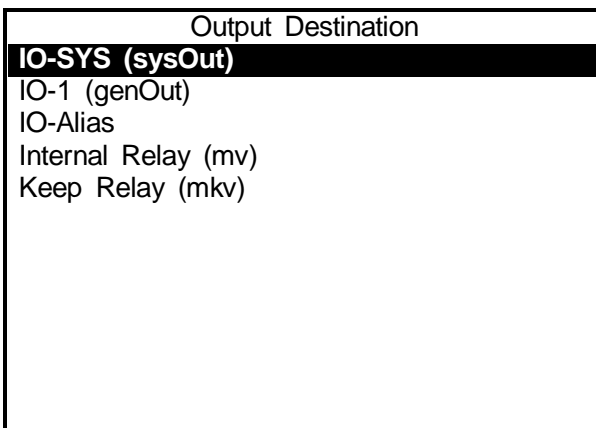 Output Destination
IO-SYS (sysOut)
IO-1 (genOut)
IO-Alias
Internal Relay (mv)
Keep Relay (mkv)